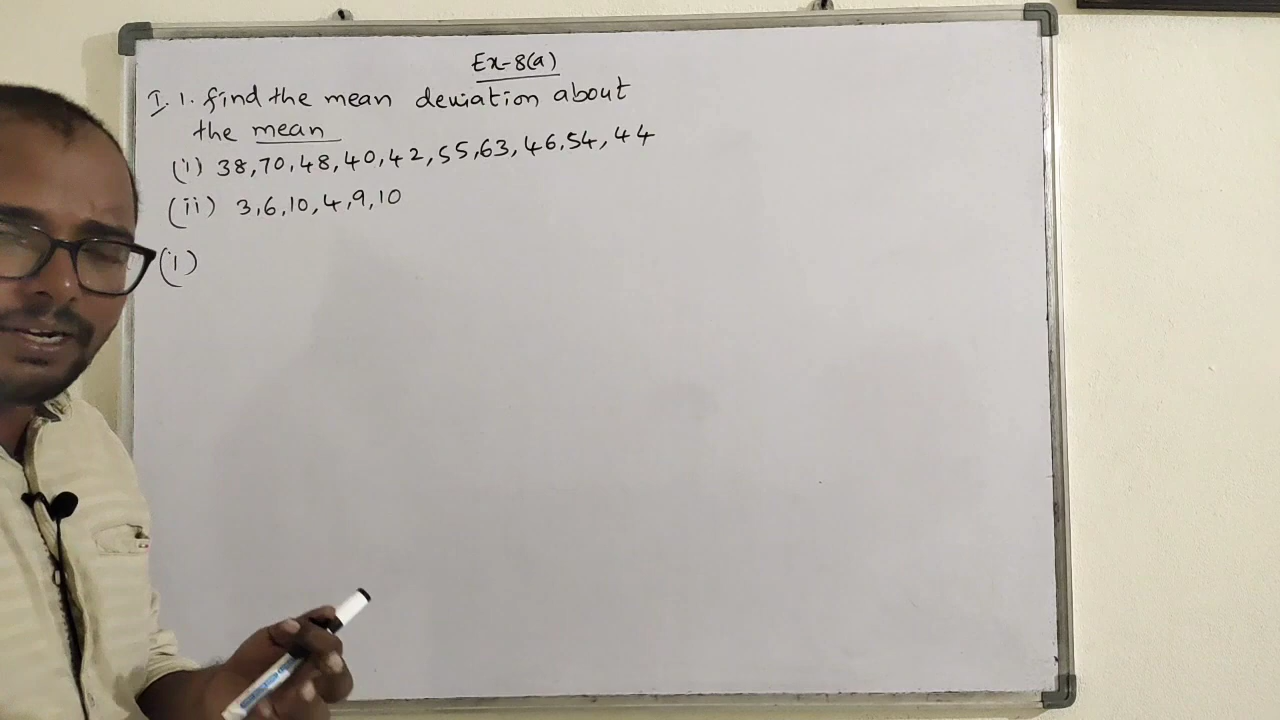 Ex-8(a)
I. 1. find the mean deviation about
the mean
(i) 38,70,48,40,42,55,63,46,54,44
(ii) 3,6,10,4,9,10
(i)